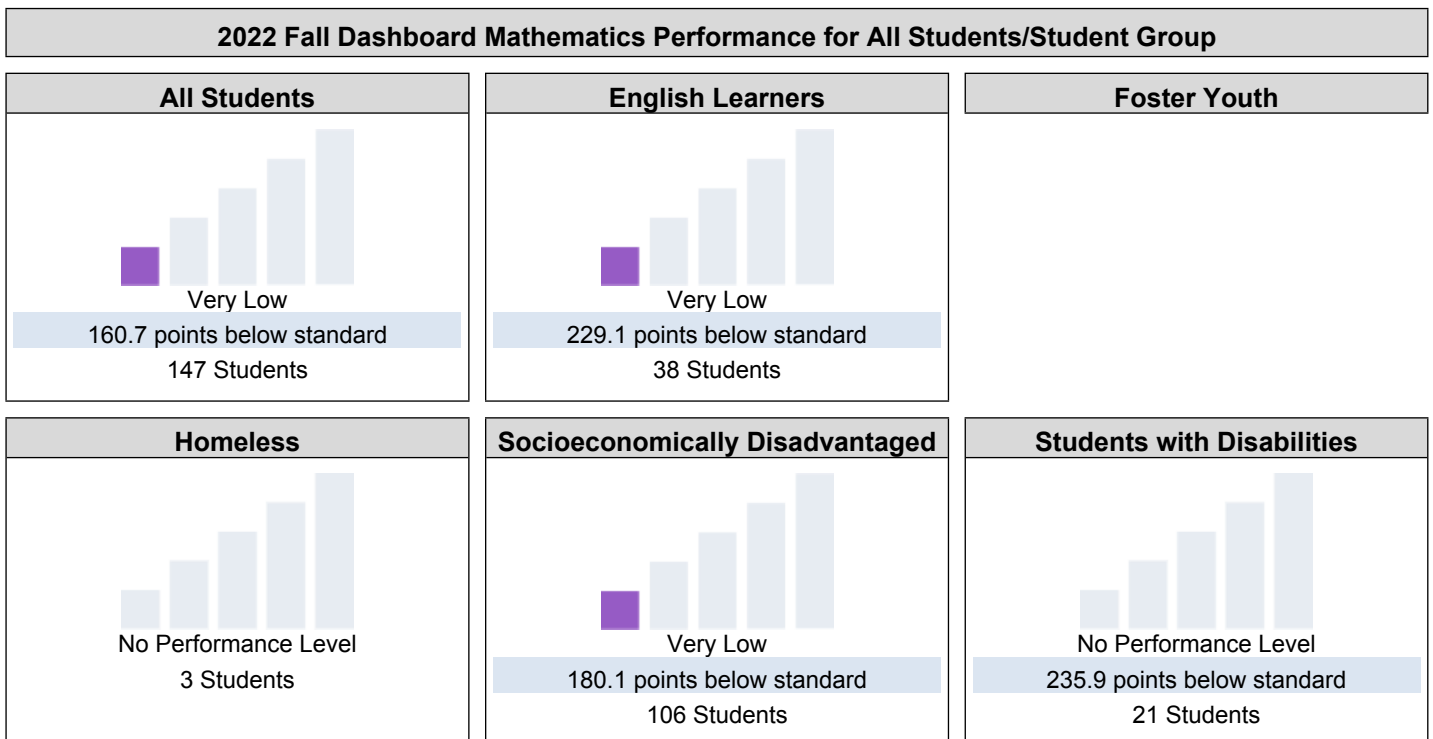 2022 Fall Dashboard Mathematics Performance for All Students/Student Group
All Students
Very Low
160.7 points below standard
147 Students
English Learners
Very Low
229.1 points below standard
38 Students
Foster Youth
Homeless
No Performance Level
3 Students
Socioeconomically Disadvantaged
Very Low
180.1 points below standard
106 Students
Students with Disabilities
No Performance Level
235.9 points below standard
21 Students